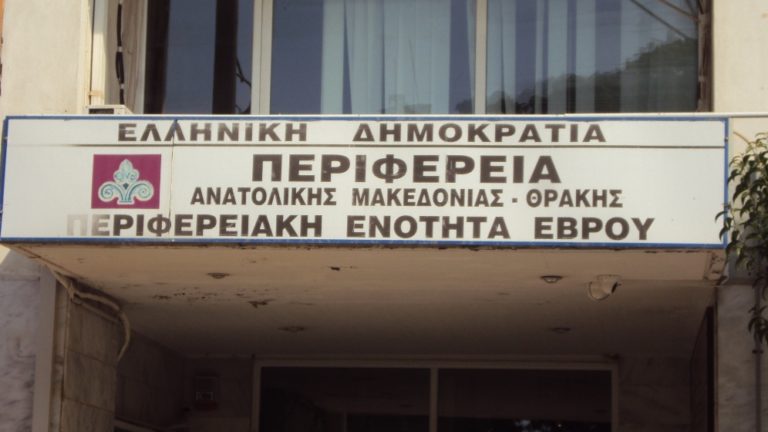 ΕΛΛΗΝΙΚΗ ΔΗΜΟΚΡΑΤΙΑ
ΠΕΡΙΦΕΡΕΙΑ
ΑΝΑΤΟΛΙΚΗΣ ΜΑΚΕΔΟΝΙΑΣ - ΘΡΑΚΗΣ
ΠΕΡΙΦΕΡΕΙΑΚΗ ΕΝΟΤΗΤΑ ΕΒΡΟΥ